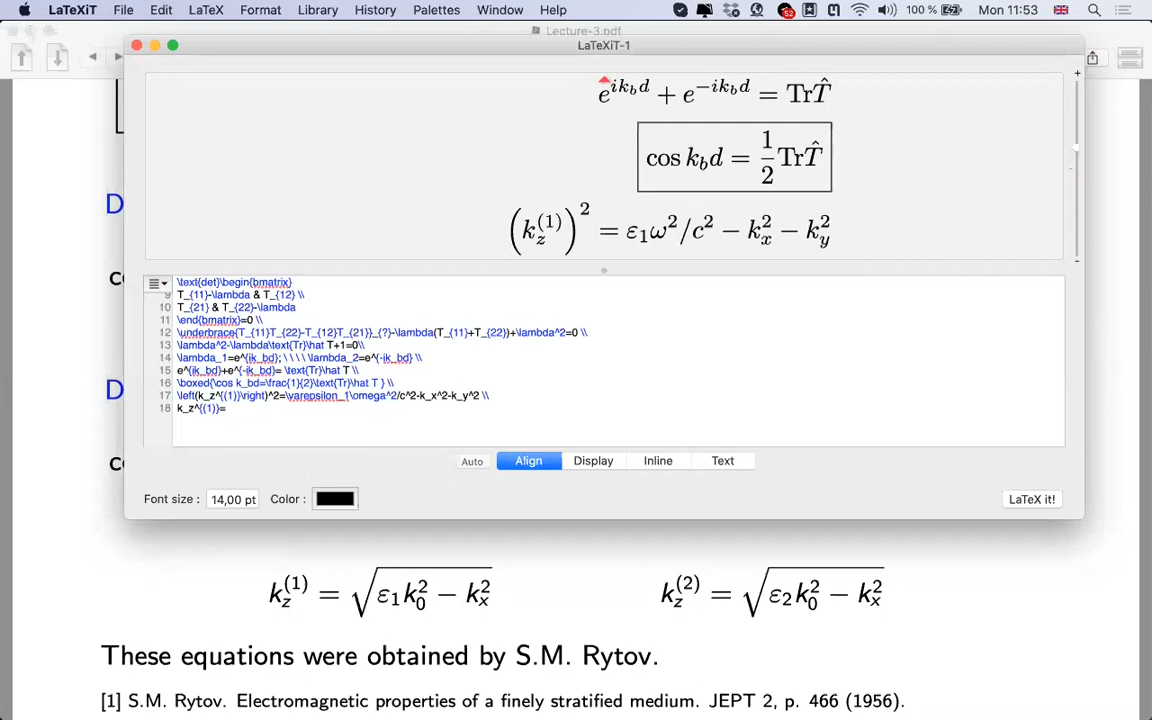 LaTeXiT File Edit LaTeX Format Library History Palettes Window Help 52 100 % Mon 11:53
Lecture-3.pdf
LaTeXiT-1
e^{ik_b d} + e^{-ik_b d} = Tr\hat{T}
cos k_b d = \frac{1}{2} Tr\hat{T}
\left(k_z^{(1)}\right)^2 = ε_1ω^2/c^2 − k_x^2 − k_y^2
\text{det}\begin{bmatrix}
9 T_{11}-\lambda & T_{12} \\
10 T_{21} & T_{22}-\lambda
11 \end{bmatrix}=0 \\
12 \underbrace{T_{11}T_{22}-T_{12}T_{21}}_{?}-\lambda(T_{11}+T_{22})+\lambda^2=0 \\
13 \lambda^2-\lambda\text{Tr}\hat T+1=0\\
14 \lambda_1=e^{ik_bd}; \ \ \ \ \lambda_2=e^{-ik_bd} \\
15 e^{ik_bd}+e^{-ik_bd}= \text{Tr}\hat T \\
16 \boxed{\cos k_bd=\frac{1}{2}\text{Tr}\hat T } \\
17 \left(k_z^{(1)}\right)^2=\varepsilon_1\omega^2/c^2-k_x^2-k_y^2 \\
18 k_z^{(1)}=
Auto Align Display Inline Text
Font size : 14,00 pt Color : LaTeX it!
D
c
D
c
k_z^{(1)} = \sqrt{ε_1k_0^2 − k_x^2} k_z^{(2)} = \sqrt{ε_2k_0^2 − k_x^2}
These equations were obtained by S.M. Rytov.
[1] S.M. Rytov. Electromagnetic properties of a finely stratified medium. JEPT 2, p. 466 (1956).